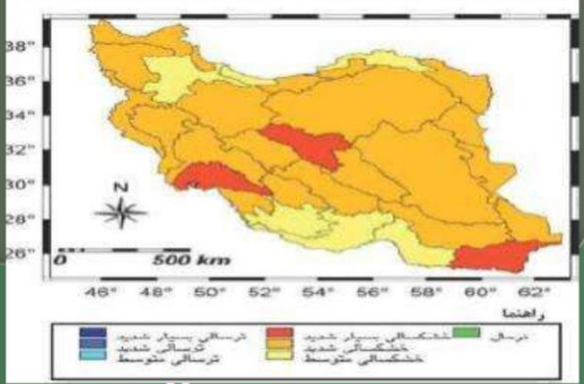 38°
36°
34°
32°
30°
28°
26°
N
0 500 km
46° 48° 50° 52° 54° 56° 58° 60° 62°
راهنما
ترسالی بسیار شدید خشکسالی بسیار شدید نرمال
ترسالی شدید خشکسالی شدید
ترسالی متوسط خشکسالی متوسط